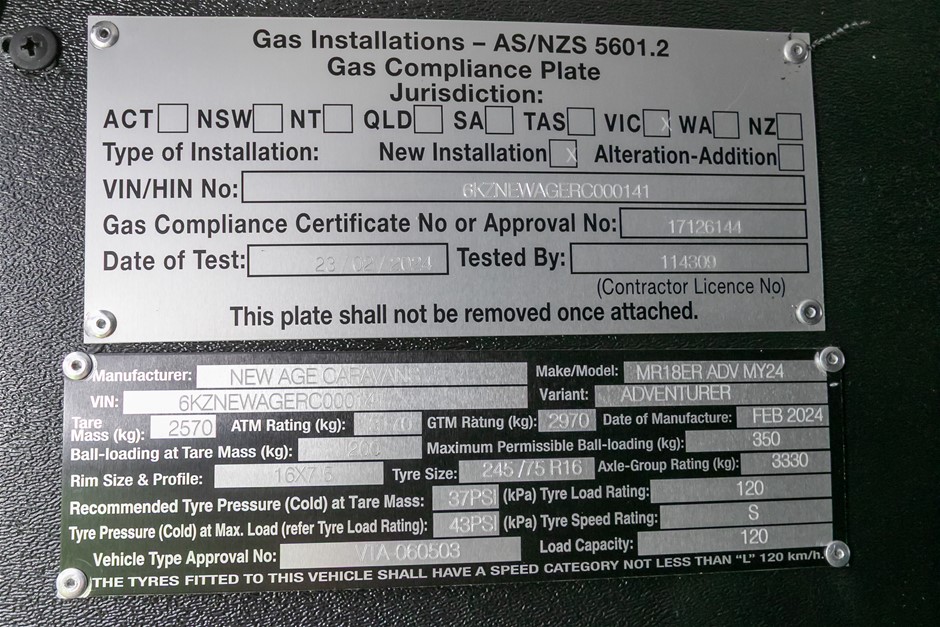 Gas Installations – AS/NZS 5601.2
Gas Compliance Plate
Jurisdiction:
ACT NSW NT QLD SA TAS VIC X WA NZ
Type of Installation: New Installation X Alteration-Addition
VIN/HIN No: 6KZNEWAGERC000141
Gas Compliance Certificate No or Approval No: 17126144
Date of Test: 23/02/2024 Tested By: 114309
(Contractor Licence No)
This plate shall not be removed once attached.
Manufacturer: NEW AGE CARAVAN Make/Model: MR18ER ADV MY24
VIN: 6KZNEWAGERC000 Variant: ADVENTURER
Tare Mass (kg): 2570 ATM Rating (kg): GTM Rating (kg): 2970 Date of Manufacture: FEB 2024
Ball-loading at Tare Mass (kg): 200 Maximum Permissible Ball-loading (kg): 350
Rim Size & Profile: Tyre Size: 245 /75 R16 Axle-Group Rating (kg): 3330
Recommended Tyre Pressure (Cold) at Tare Mass: 37PSI (kPa) Tyre Load Rating: 120
Tyre Pressure (Cold) at Max. Load (refer Tyre Load Rating): 43PSI (kPa) Tyre Speed Rating: S
Vehicle Type Approval No: VTA-060503 Load Capacity: 120
THE TYRES FITTED TO THIS VEHICLE SHALL HAVE A SPEED CATEGORY NOT LESS THAN "L" 120 km/h.